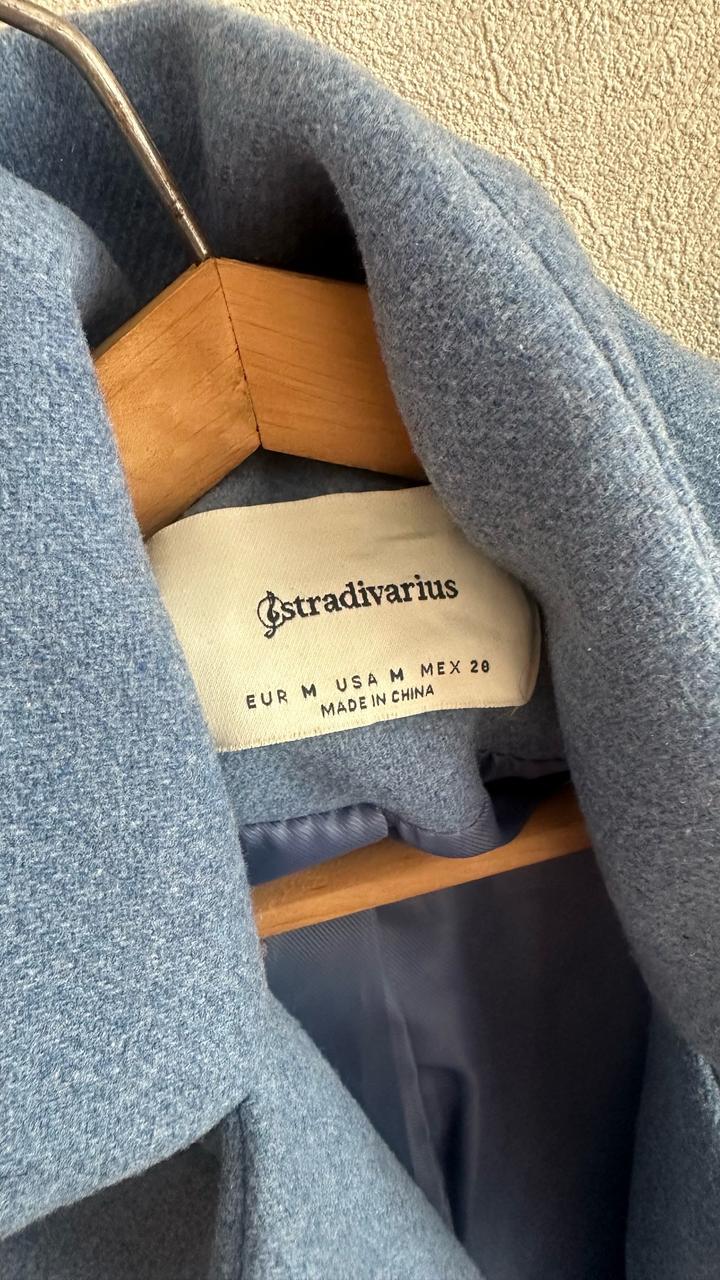 stradivarius
EUR M USA M MEX 28
MADE IN CHINA